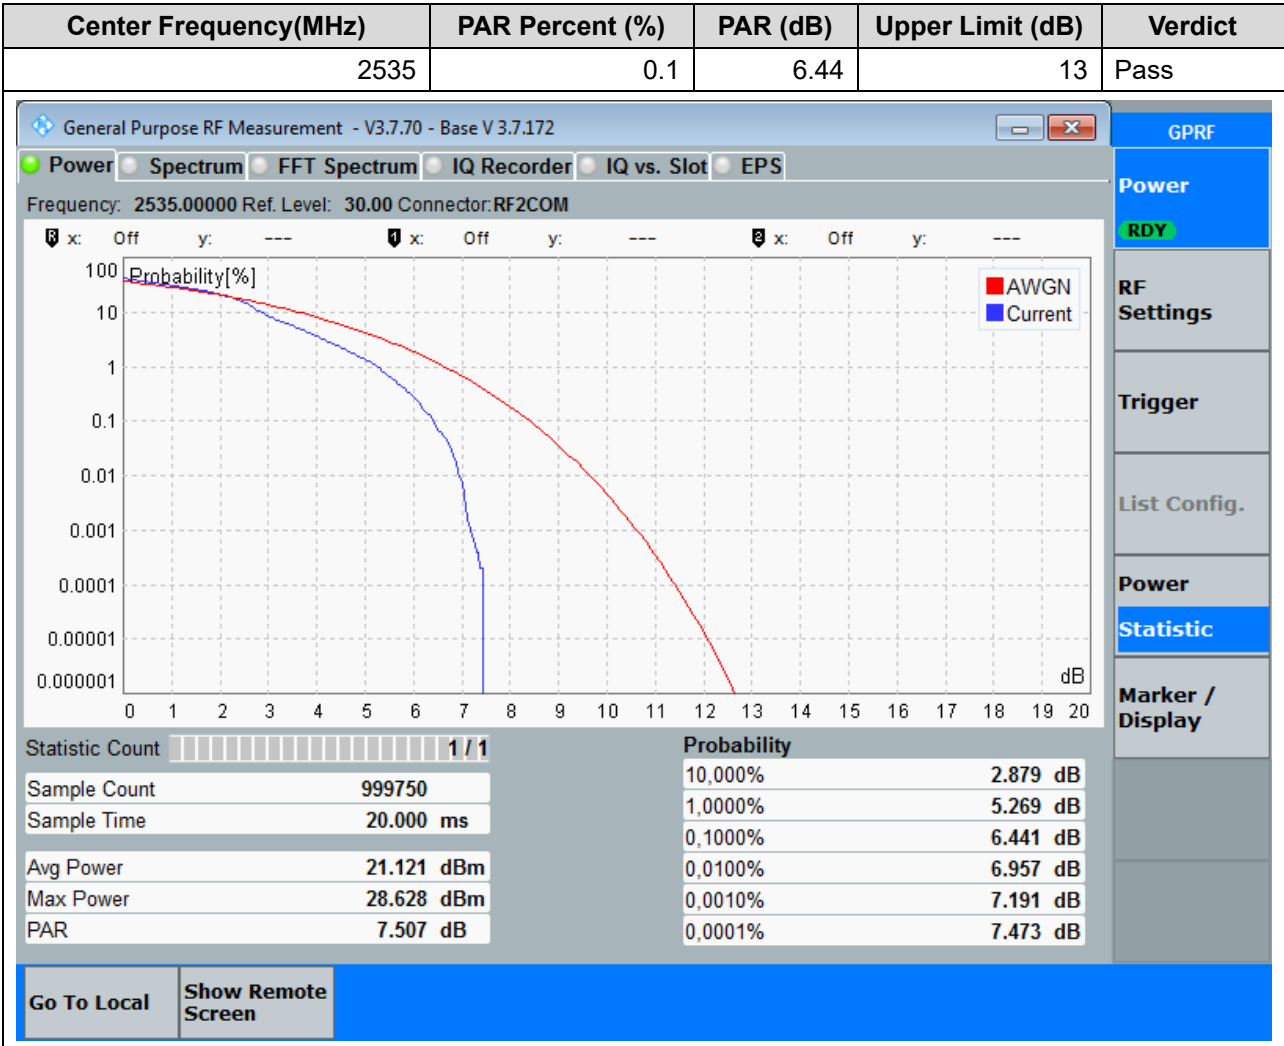 Center Frequency(MHz) PAR Percent (%) PAR (dB) Upper Limit (dB) Verdict
2535 0.1 6.44 13 Pass
General Purpose RF Measurement - V3.7.70 - Base V 3.7.172
GPRF
Power Spectrum FFT Spectrum IQ Recorder IQ vs. Slot EPS
Frequency: 2535.00000 Ref. Level: 30.00 Connector: RF2COM
R x: Off y: --- 1 x: Off y: --- 2 x: Off y: ---
Probability[%]
AWGN
Current
100
10
1
0.1
0.01
0.001
0.0001
0.00001
0.000001
dB
0 1 2 3 4 5 6 7 8 9 10 11 12 13 14 15 16 17 18 19 20
Statistic Count 1 / 1
Sample Count 999750
Sample Time 20.000 ms
Avg Power 21.121 dBm
Max Power 28.628 dBm
PAR 7.507 dB
Probability
10,000% 2.879 dB
1,0000% 5.269 dB
0,1000% 6.441 dB
0,0100% 6.957 dB
0,0010% 7.191 dB
0,0001% 7.473 dB
Power
RDY
RF
Settings
Trigger
List Config.
Power
Statistic
Marker /
Display
Go To Local
Show Remote
Screen